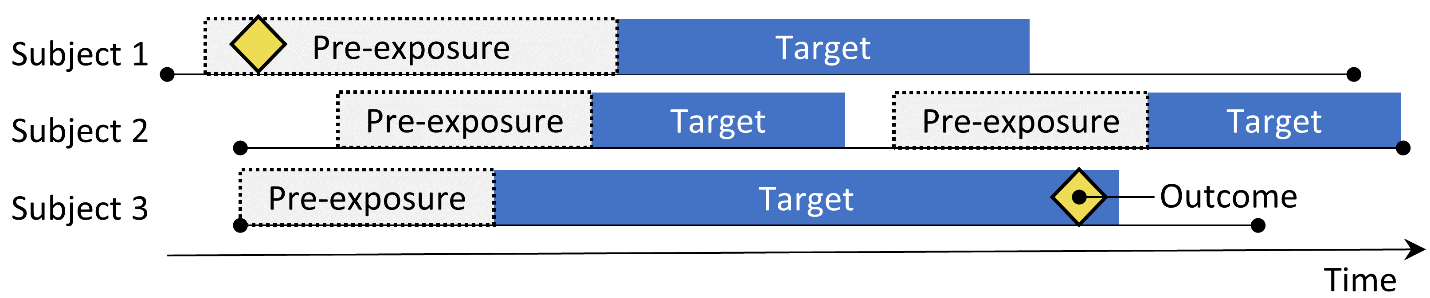 Subject 1 Pre-exposure Target
Subject 2 Pre-exposure Target Pre-exposure Target
Subject 3 Pre-exposure Target Outcome
Time